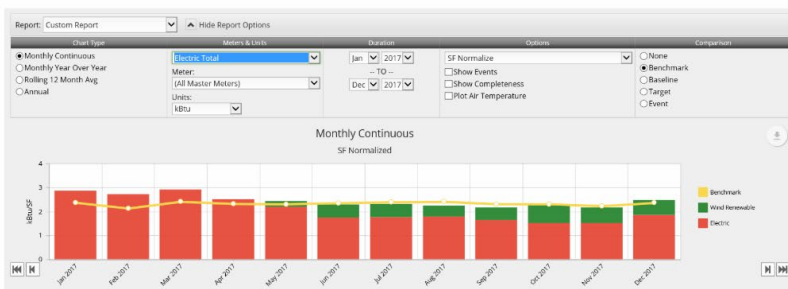 Report: Custom Report Hide Report Options
Chart Type Meters & Units Duration Options Comparison
Monthly Continuous
Monthly Year Over Year
Rolling 12 Month Avg
Annual
Electric Total
Meter:
(All Master Meters)
Units:
kBtu
Jan 2017
-- TO --
Dec 2017
SF Normalize
Show Events
Show Completeness
Plot Air Temperature
None
Benchmark
Baseline
Target
Event
Monthly Continuous
SF Normalized
kBtu/SF
4
3
2
1
0
Jan 2017
Feb 2017
Mar 2017
Apr 2017
May 2017
Jun 2017
Jul 2017
Aug 2017
Sep 2017
Oct 2017
Nov 2017
Dec 2017
Benchmark
Wind Renewable
Electric